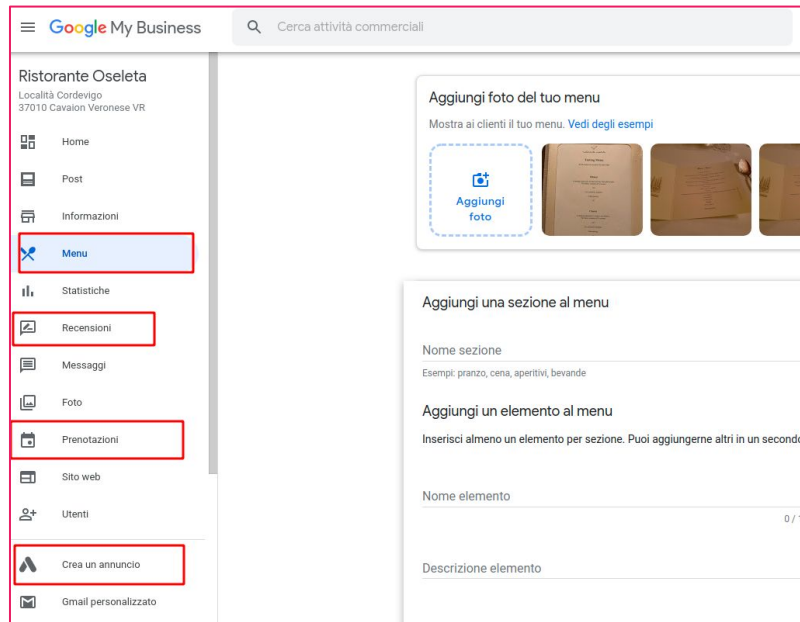 Google My Business
Cerca attività commerciali
Ristorante Oseleta
Località Cordevigo
37010 Cavaion Veronese VR
Home
Post
Informazioni
Menu
Statistiche
Recensioni
Messaggi
Foto
Prenotazioni
Sito web
Utenti
Crea un annuncio
Gmail personalizzato
Aggiungi foto del tuo menu
Mostra ai clienti il tuo menu. Vedi degli esempi
Aggiungi
foto
Aggiungi una sezione al menu
Nome sezione
Esempi: pranzo, cena, aperitivi, bevande
Aggiungi un elemento al menu
Inserisci almeno un elemento per sezione. Puoi aggiungerne altri in un secondo
Nome elemento
0 / 1
Descrizione elemento